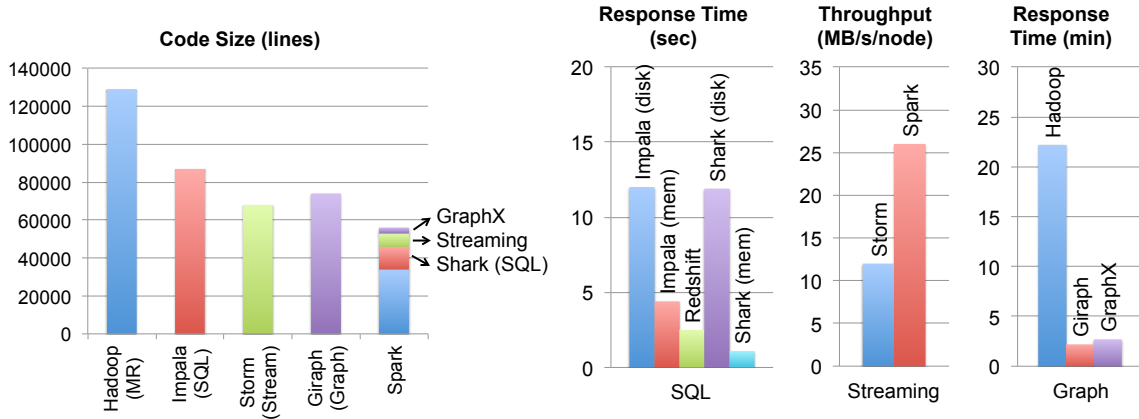 Code Size (lines)
140000
120000
100000
80000
60000
40000
20000
0
Hadoop
(MR)
Impala
(SQL)
Storm
(Stream)
Giraph
(Graph)
Spark
GraphX
Streaming
Shark (SQL)
Response Time
(sec)
20
15
10
5
0
Impala (disk)
Impala (mem)
Redshift
Shark (disk)
Shark (mem)
SQL
Throughput
(MB/s/node)
35
30
25
20
15
10
5
0
Storm
Spark
Streaming
Response
Time (min)
30
25
20
15
10
5
0
Hadoop
Giraph
GraphX
Graph